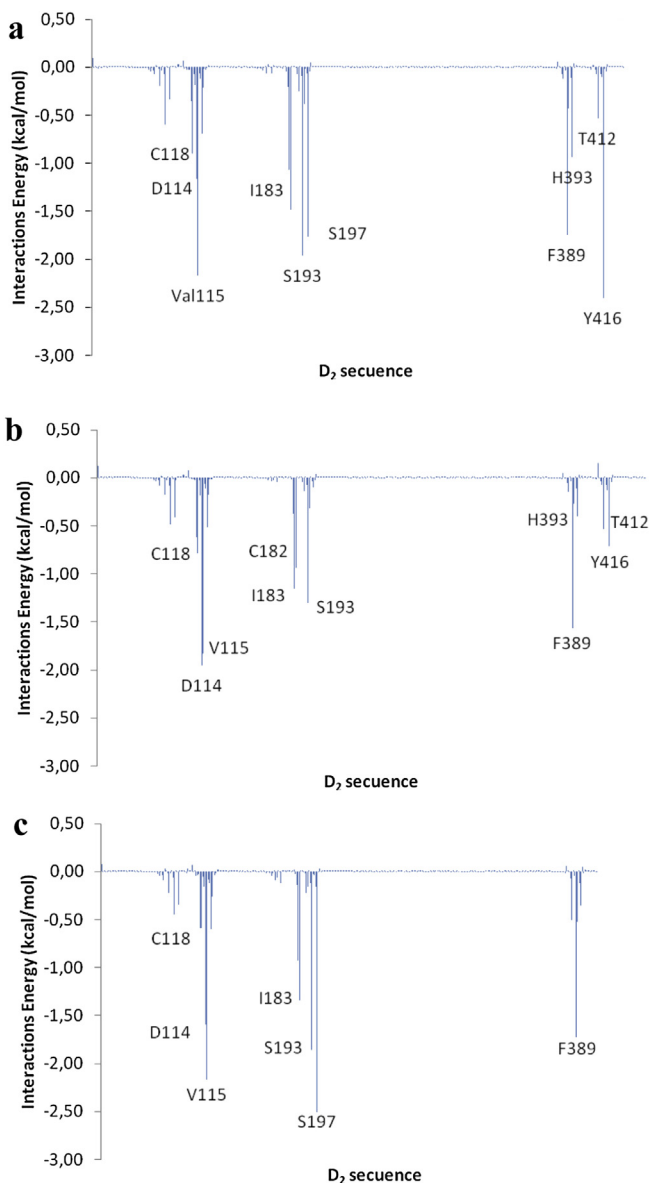 a
Interactions Energy (kcal/mol)
0,50
0,00
-0,50
-1,00
-1,50
-2,00
-2,50
-3,00
C118
D114
Val115
I183
S193
S197
T412
H393
F389
Y416
D₂ secuence
b
Interactions Energy (kcal/mol)
0,50
0,00
-0,50
-1,00
-1,50
-2,00
-2,50
-3,00
C118
V115
D114
C182
I183
S193
H393
T412
Y416
F389
D₂ secuence
c
Interactions Energy (kcal/mol)
0,50
0,00
-0,50
-1,00
-1,50
-2,00
-2,50
-3,00
C118
D114
V115
I183
S193
S197
F389
D₂ secuence